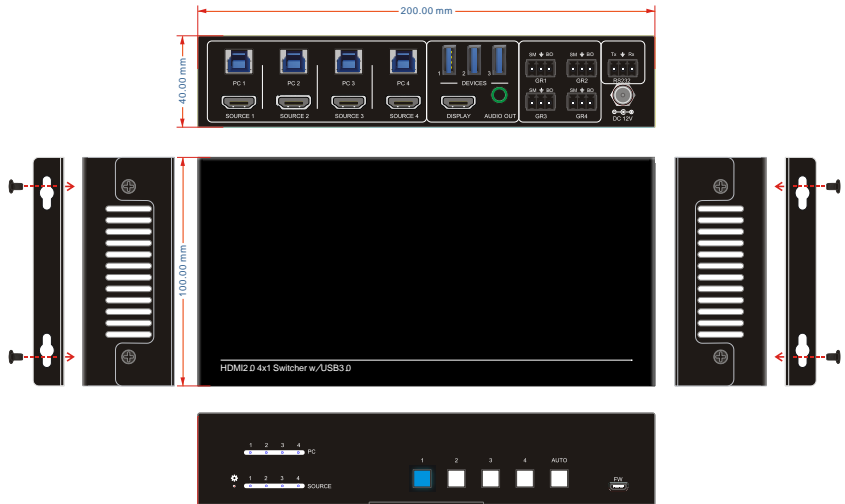 200.00 mm
40.00 mm
SM BO SM BO Tx Rx
PC 1 PC 2 PC 3 PC 4 1 2 3 GR1 GR2 RS232
DEVICES
SM BO SM BO
SOURCE 1 SOURCE 2 SOURCE 3 SOURCE 4 DISPLAY AUDIO OUT GR3 GR4 DC 12V
100.00 mm
HDMI2.0 4x1 Switcher w/USB3.0
1 2 3 4 PC
1 2 3 4 AUTO
1 2 3 4 SOURCE
FW